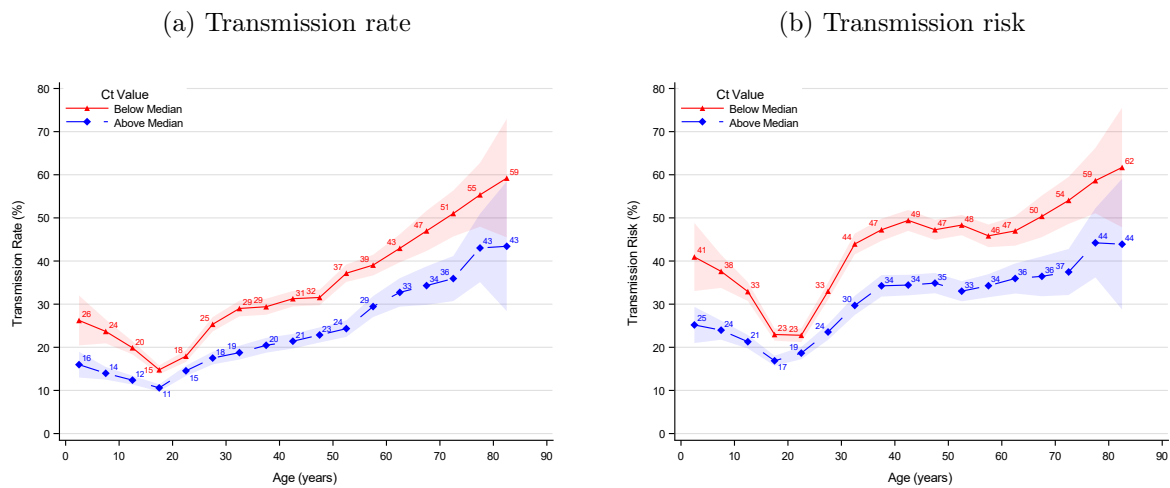 (a) Transmission rate
Ct Value
Below Median
Above Median
Transmission Rate (%)
80
70
60
50
40
30
20
10
0
26 24 20 15 18 25 29 29 31 32 37 39 43 47 51 55 59
16 14 12 11 15 18 19 20 21 23 24 29 33 34 36 43 43
0 10 20 30 40 50 60 70 80 90
Age (years)
(b) Transmission risk
Ct Value
Below Median
Above Median
Transmission Risk (%)
80
70
60
50
40
30
20
10
0
41 38 33 23 23 33 44 47 49 47 48 46 47 50 54 59 62
25 24 21 17 19 24 30 34 34 35 33 34 36 36 37 44 44
0 10 20 30 40 50 60 70 80 90
Age (years)